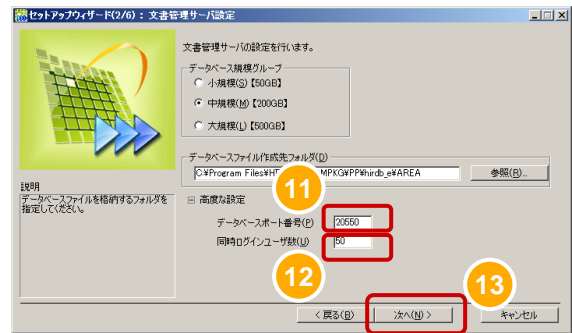 セットアップウィザード(2/6) : 文書管理サーバ設定
文書管理サーバの設定を行います。
データベース規模グループ
小規模(S)【50GB】
中規模(M)【200GB】
大規模(L)【500GB】
データベースファイル作成先フォルダ(D)
C:¥Program Files¥HI MPKG¥PP¥hirdb_e¥AREA
参照(R)...
説明
データベースファイルを格納するフォルダを
指定してください。
11
高度な設定
データベースポート番号(P) 20550
同時ログインユーザ数(U) 50
12
13
< 戻る(B)
次へ(N) >
キャンセル